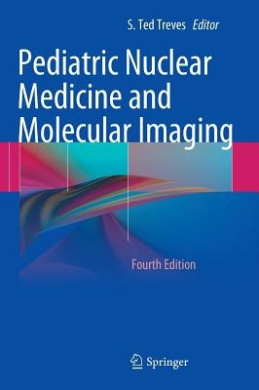 S. Ted Treves Editor
Pediatric Nuclear
Medicine and
Molecular Imaging
Fourth Edition
Springer